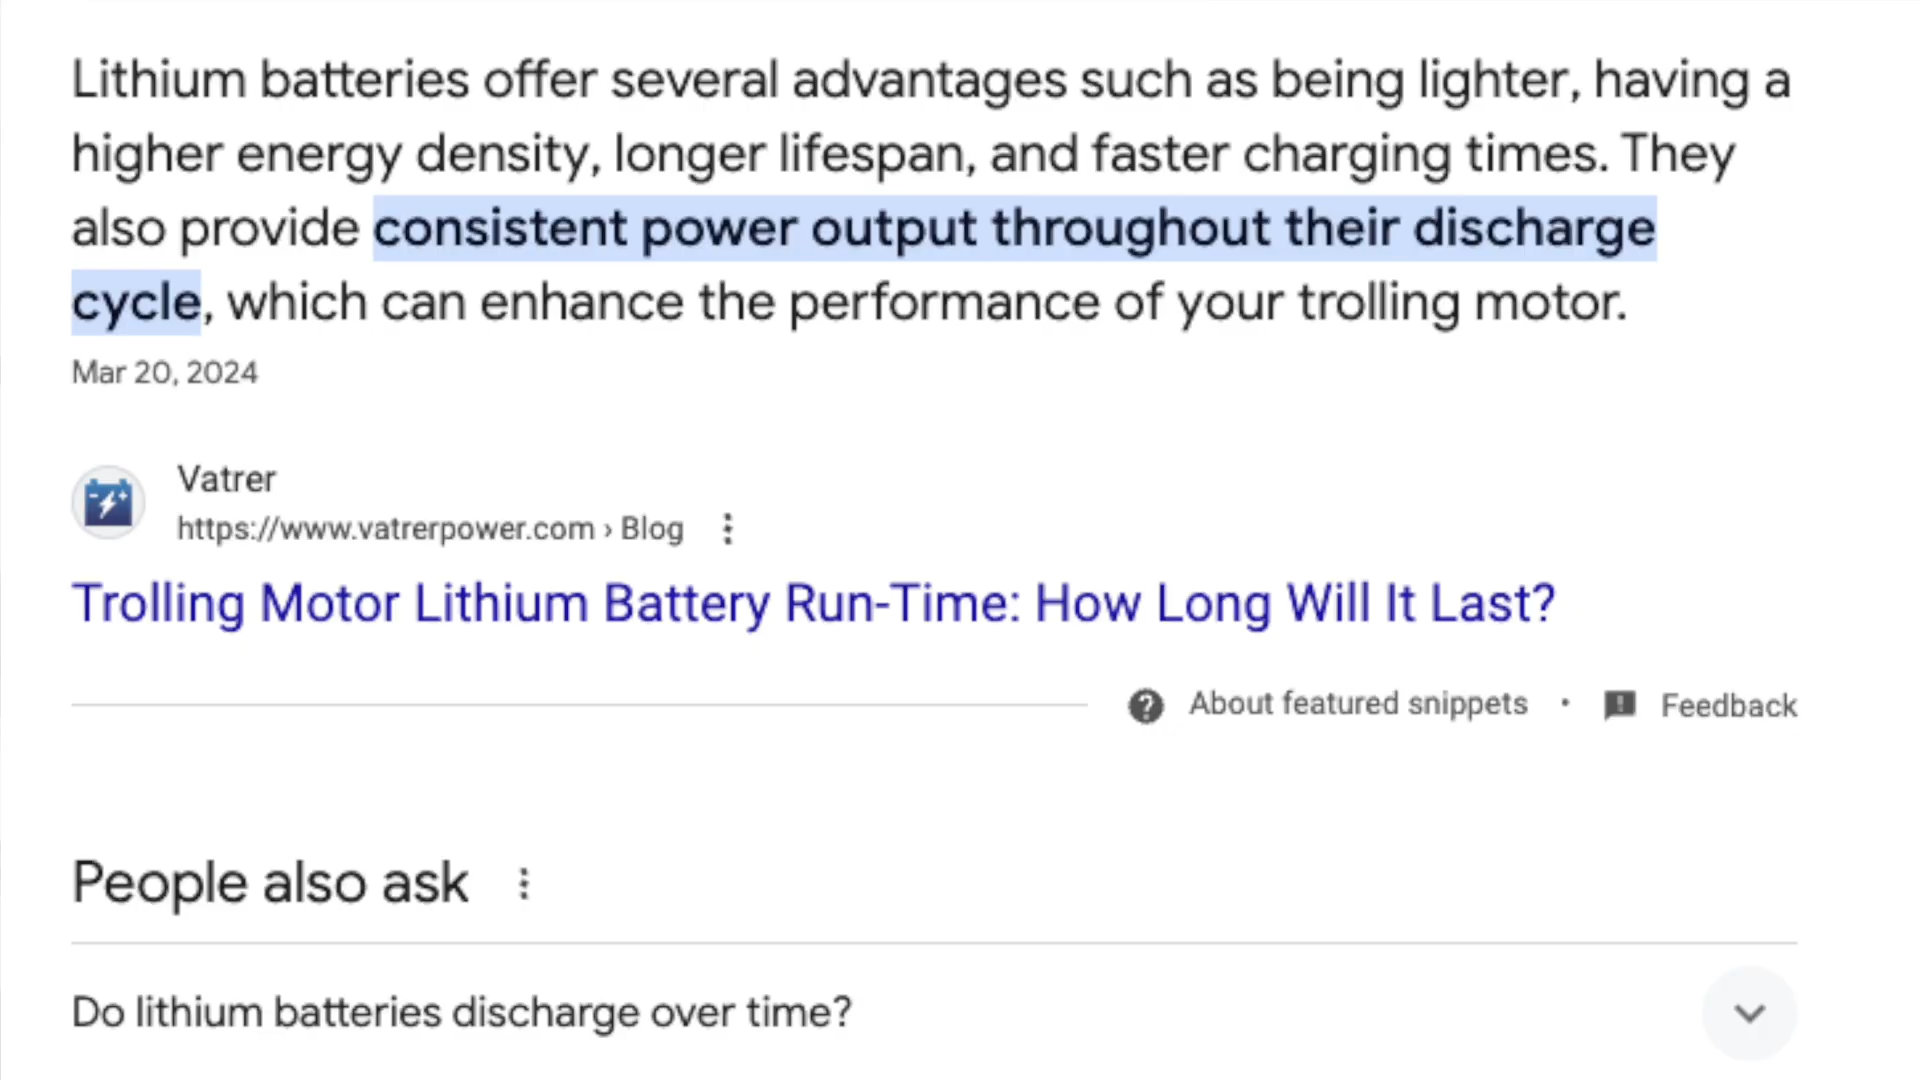 Lithium batteries offer several advantages such as being lighter, having a
higher energy density, longer lifespan, and faster charging times. They
also provide consistent power output throughout their discharge
cycle, which can enhance the performance of your trolling motor.
Mar 20, 2024
Vatrer
https://www.vatrerpower.com › Blog
Trolling Motor Lithium Battery Run-Time: How Long Will It Last?
About featured snippets • Feedback
People also ask
Do lithium batteries discharge over time?